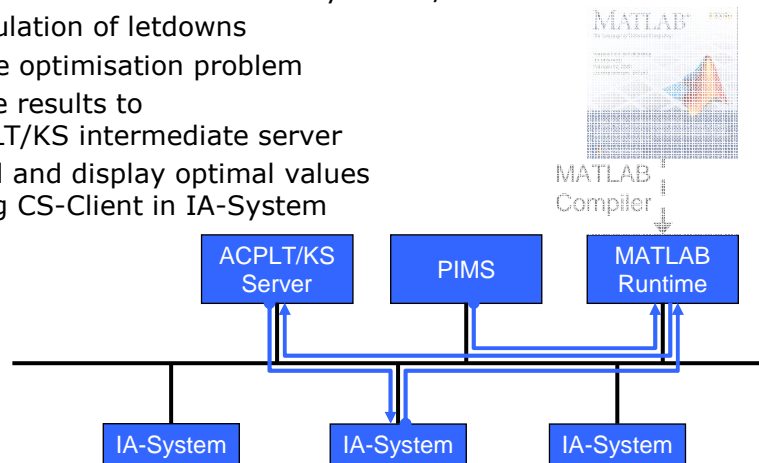 ulation of letdowns
e optimisation problem
e results to
LT/KS intermediate server
l and display optimal values
g CS-Client in IA-System
MATLAB
MATLAB
Compiler
ACPLT/KS
Server
PIMS
MATLAB
Runtime
IA-System
IA-System
IA-System